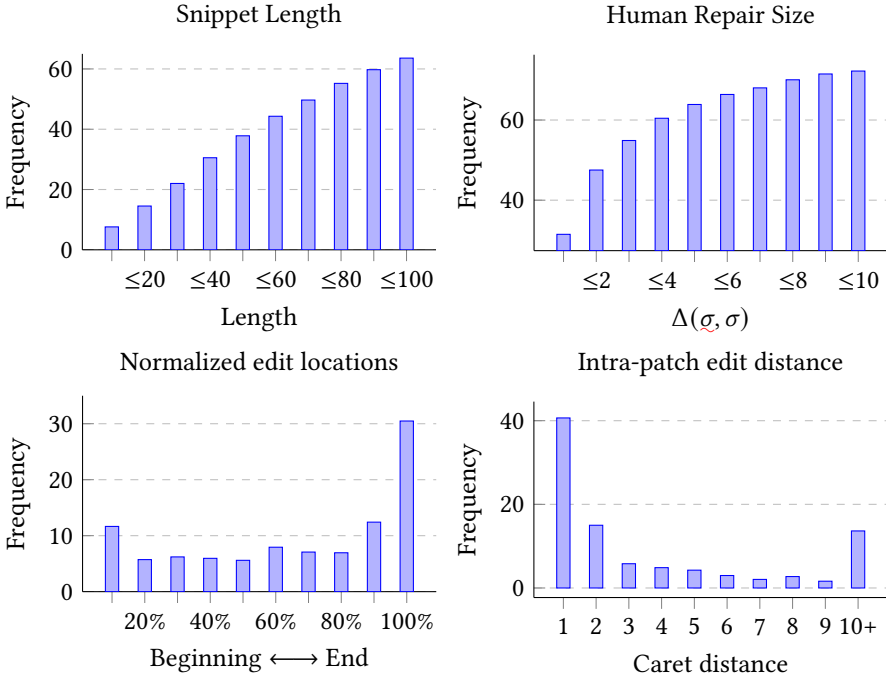 Snippet Length
Frequency
60
40
20
0
≤20 ≤40 ≤60 ≤80 ≤100
Length
Human Repair Size
Frequency
60
40
≤2 ≤4 ≤6 ≤8 ≤10
Δ(σ, σ)
Normalized edit locations
Frequency
30
20
10
0
20% 40% 60% 80% 100%
Beginning ⟷ End
Intra-patch edit distance
Frequency
40
20
0
1 2 3 4 5 6 7 8 9 10+
Caret distance